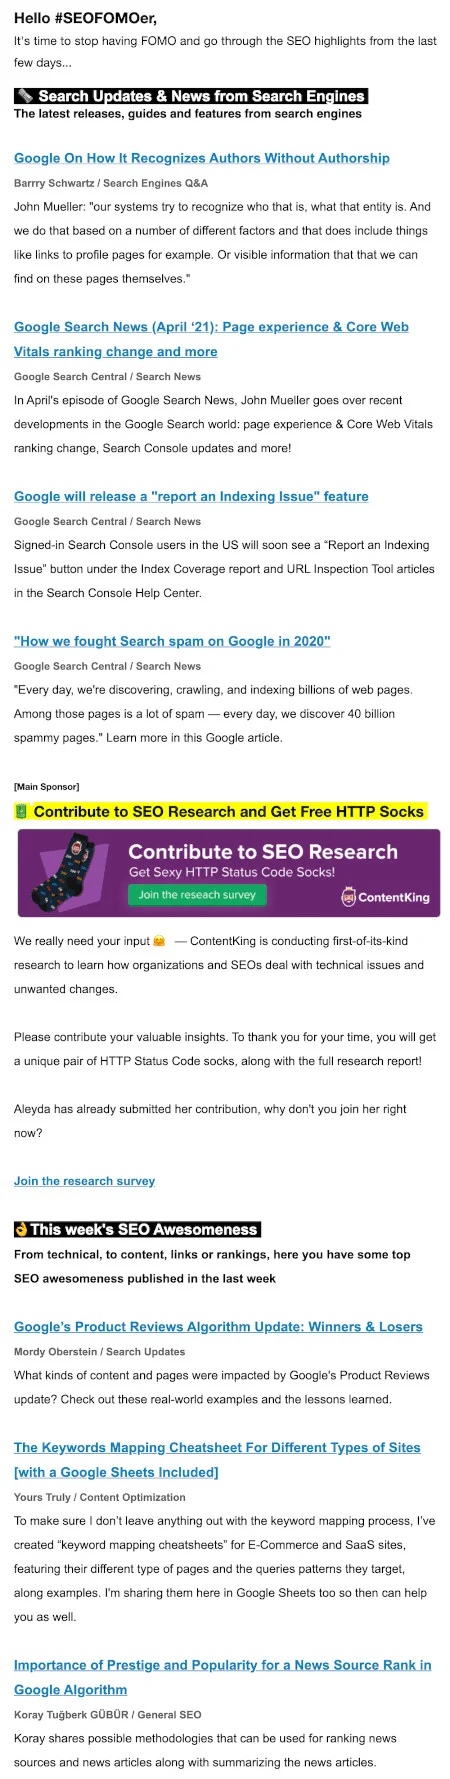 Hello #SEOFOMOer,
It's time to stop having FOMO and go through the SEO highlights from the last
few days...
🗞️ Search Updates & News from Search Engines
The latest releases, guides and features from search engines
Google On How It Recognizes Authors Without Authorship
Barrry Schwartz / Search Engines Q&A
John Mueller: "our systems try to recognize who that is, what that entity is. And
we do that based on a number of different factors and that does include things
like links to profile pages for example. Or visible information that that we can
find on these pages themselves."
Google Search News (April ‘21): Page experience & Core Web
Vitals ranking change and more
Google Search Central / Search News
In April's episode of Google Search News, John Mueller goes over recent
developments in the Google Search world: page experience & Core Web Vitals
ranking change, Search Console updates and more!
Google will release a "report an Indexing Issue" feature
Google Search Central / Search News
Signed-in Search Console users in the US will soon see a “Report an Indexing
Issue” button under the Index Coverage report and URL Inspection Tool articles
in the Search Console Help Center.
"How we fought Search spam on Google in 2020"
Google Search Central / Search News
"Every day, we're discovering, crawling, and indexing billions of web pages.
Among those pages is a lot of spam — every day, we discover 40 billion
spammy pages." Learn more in this Google article.
[Main Sponsor]
Contribute to SEO Research and Get Free HTTP Socks
Contribute to SEO Research
Get Sexy HTTP Status Code Socks!
Join the reseach survey
ContentKing
We really need your input 🤗 — ContentKing is conducting first-of-its-kind
research to learn how organizations and SEOs deal with technical issues and
unwanted changes.
Please contribute your valuable insights. To thank you for your time, you will get
a unique pair of HTTP Status Code socks, along with the full research report!
Aleyda has already submitted her contribution, why don't you join her right
now?
Join the research survey
👌This week's SEO Awesomeness
From technical, to content, links or rankings, here you have some top
SEO awesomeness published in the last week
Google’s Product Reviews Algorithm Update: Winners & Losers
Mordy Oberstein / Search Updates
What kinds of content and pages were impacted by Google's Product Reviews
update? Check out these real-world examples and the lessons learned.
The Keywords Mapping Cheatsheet For Different Types of Sites
[with a Google Sheets Included]
Yours Truly / Content Optimization
To make sure I don’t leave anything out with the keyword mapping process, I’ve
created “keyword mapping cheatsheets” for E-Commerce and SaaS sites,
featuring their different type of pages and the queries patterns they target,
along examples. I'm sharing them here in Google Sheets too so then can help
you as well.
Importance of Prestige and Popularity for a News Source Rank in
Google Algorithm
Koray Tuğberk GÜBÜR / General SEO
Koray shares possible methodologies that can be used for ranking news
sources and news articles along with summarizing the news articles.